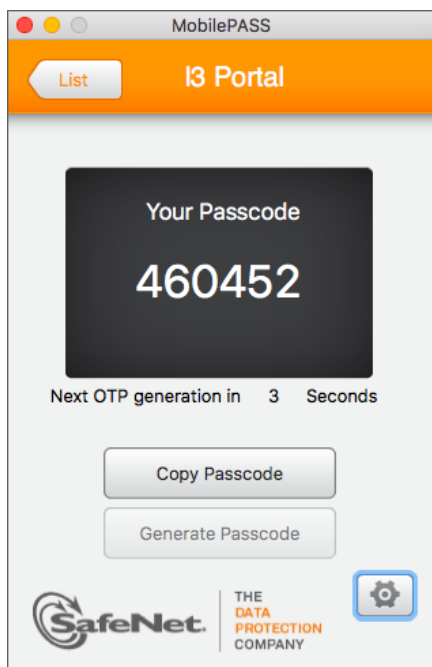 MobilePASS
List
I3 Portal
Your Passcode
460452
Next OTP generation in 3 Seconds
Copy Passcode
Generate Passcode
SafeNet.
THE
DATA
PROTECTION
COMPANY